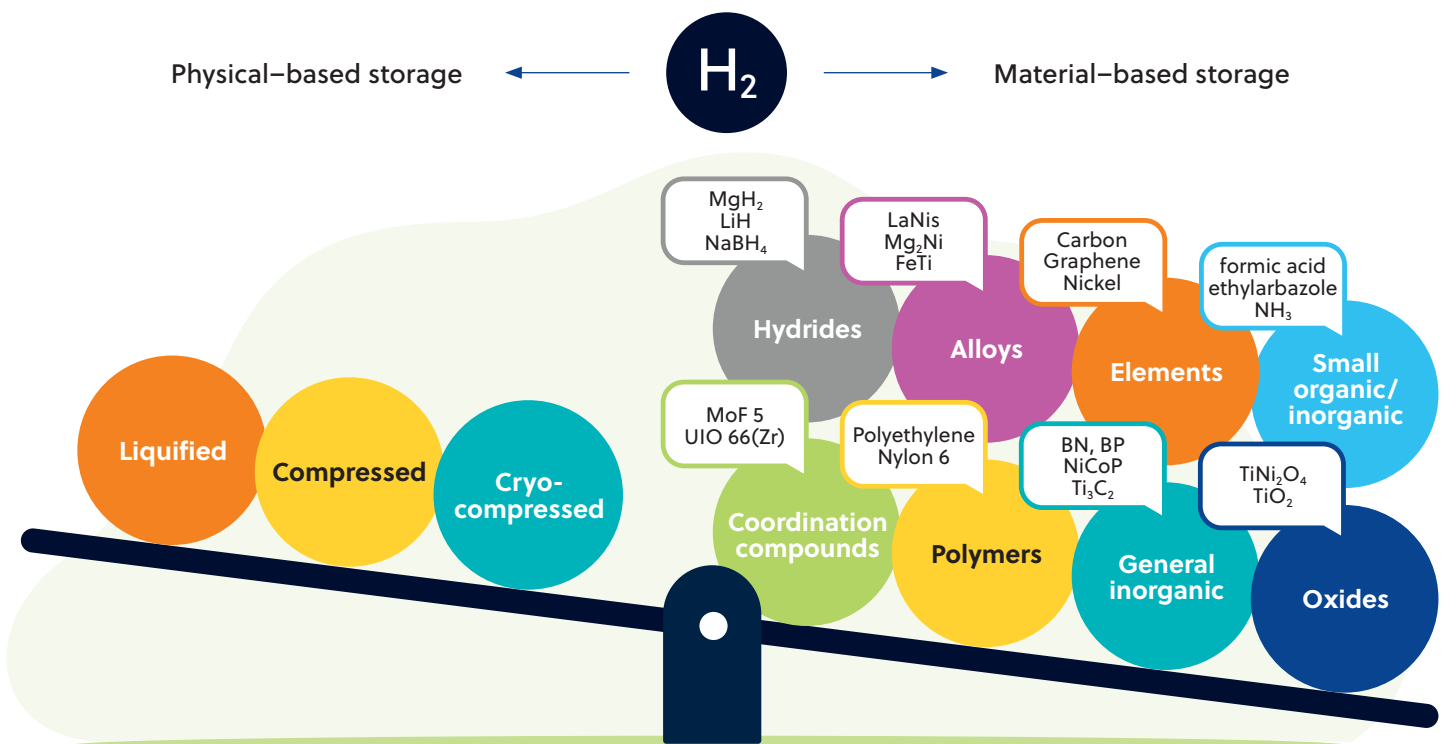 Physical–based storage
H₂
Material–based storage
MgH₂
LiH
NaBH₄
Hydrides
LaNis
Mg₂Ni
FeTi
Alloys
Carbon
Graphene
Nickel
Elements
formic acid
ethylarbazole
NH₃
Small
organic/
inorganic
Liquified
Compressed
Cryo-
compressed
MoF 5
UIO 66(Zr)
Coordination
compounds
Polyethylene
Nylon 6
Polymers
BN, BP
NiCoP
Ti₃C₂
General
inorganic
TiNi₂O₄
TiO₂
Oxides